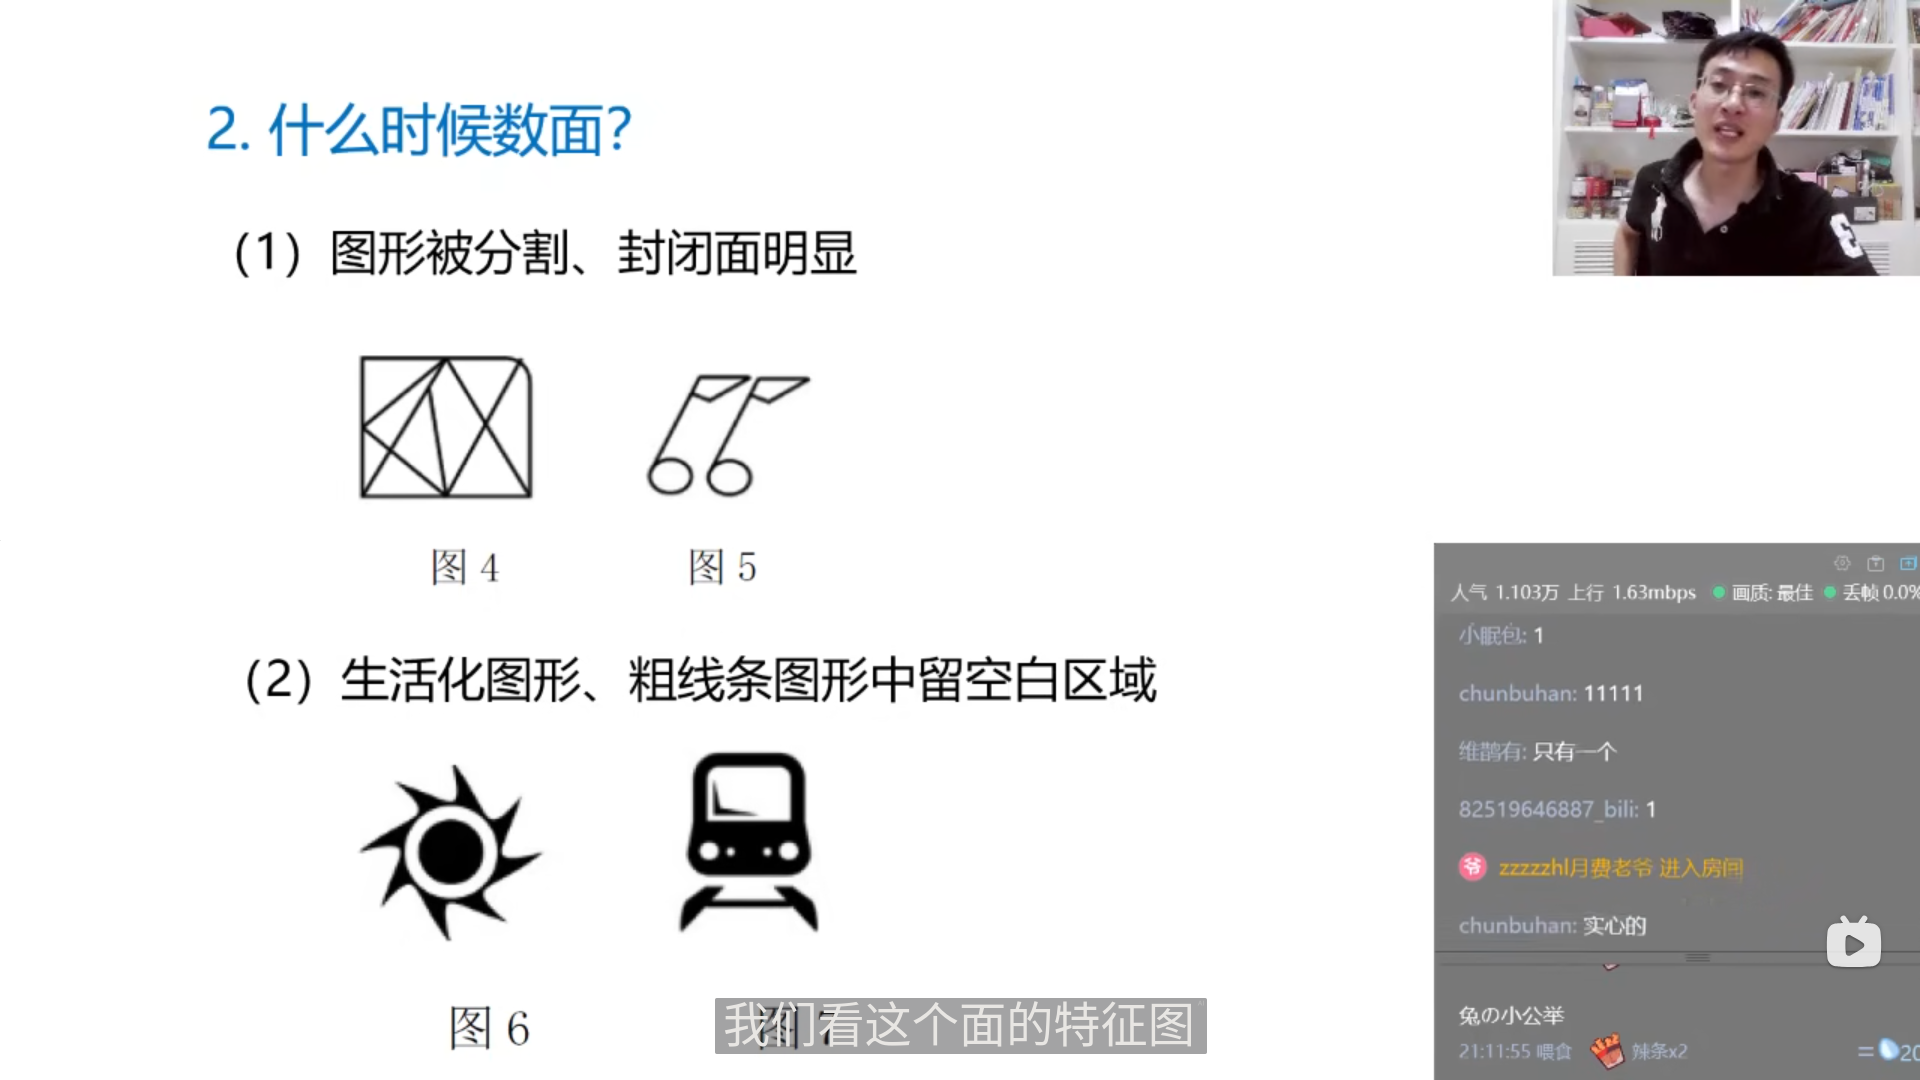 2. 什么时候数面?
（1）图形被分割、封闭面明显
图 4
图 5
（2）生活化图形、粗线条图形中留空白区域
图 6
图 7
我们看这个面的特征图
人气 1.103万 上行 1.63mbps 画质: 最佳 丢帧 0.0%
小眠包: 1
chunbuhan: 11111
维鹊有: 只有一个
82519646887_bili: 1
爷 zzzzzhl月费老爷 进入房间
chunbuhan: 实心的
兔の小公举
21:11:55 喂食 辣条x2